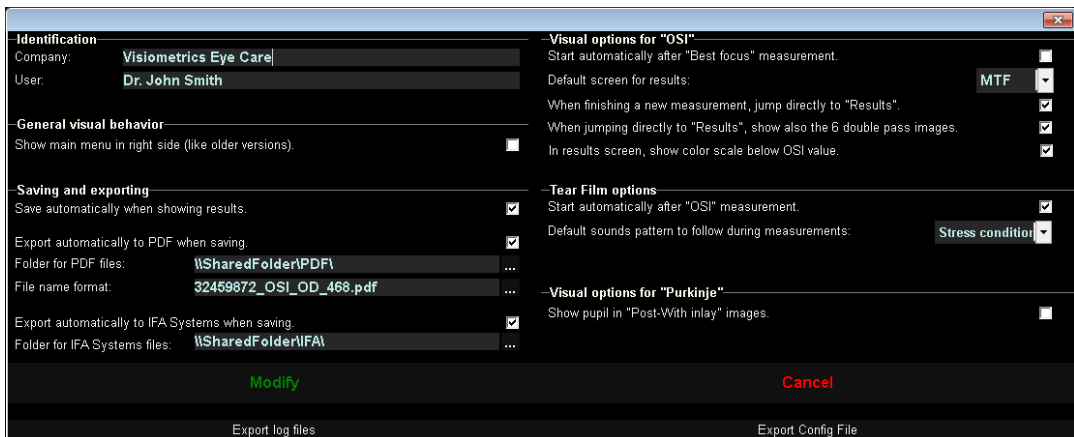 Identification
Company: Visiometrics Eye Care
User: Dr. John Smith
General visual behavior
Show main menu in right side (like older versions).
Saving and exporting
Save automatically when showing results.
Export automatically to PDF when saving.
Folder for PDF files: \\SharedFolder\PDF\ ...
File name format: 32459872_OSI_OD_468.pdf ...
Export automatically to IFA Systems when saving.
Folder for IFA Systems files: \\SharedFolder\IFA\ ...
Visual options for "OSI"
Start automatically after "Best focus" measurement.
Default screen for results: MTF
When finishing a new measurement, jump directly to "Results".
When jumping directly to "Results", show also the 6 double pass images.
In results screen, show color scale below OSI value.
Tear Film options
Start automatically after "OSI" measurement.
Default sounds pattern to follow during measurements: Stress condition
Visual options for "Purkinje"
Show pupil in "Post-With inlay" images.
Modify
Cancel
Export log files
Export Config File